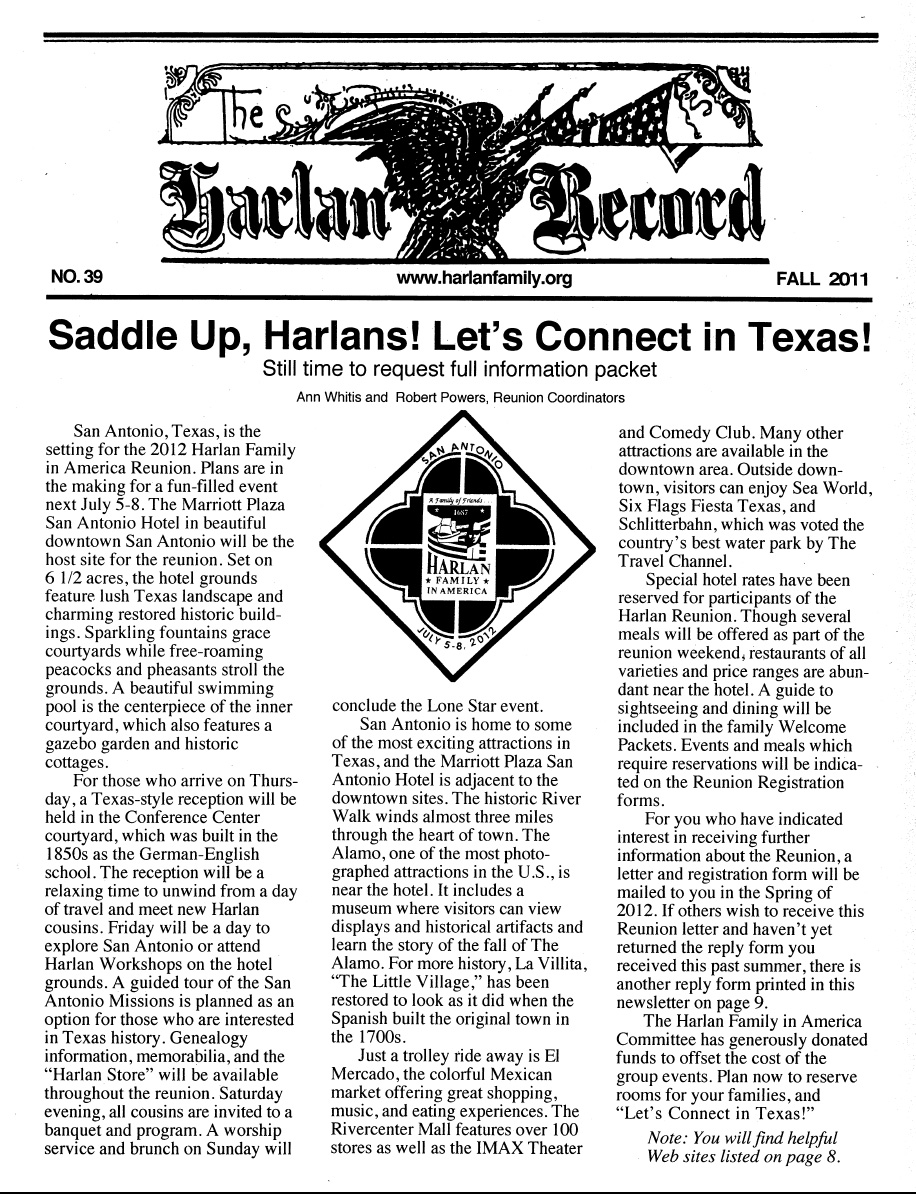 The
Harlan Record
NO. 39 www.harlanfamily.org FALL 2011
Saddle Up, Harlans! Let's Connect in Texas!
Still time to request full information packet
Ann Whitis and Robert Powers, Reunion Coordinators
San Antonio, Texas, is the
setting for the 2012 Harlan Family
in America Reunion. Plans are in
the making for a fun-filled event
next July 5-8. The Marriott Plaza
San Antonio Hotel in beautiful
downtown San Antonio will be the
host site for the reunion. Set on
6 1/2 acres, the hotel grounds
feature lush Texas landscape and
charming restored historic build-
ings. Sparkling fountains grace
courtyards while free-roaming
peacocks and pheasants stroll the
grounds. A beautiful swimming
pool is the centerpiece of the inner
courtyard, which also features a
gazebo garden and historic
cottages.
For those who arrive on Thurs-
day, a Texas-style reception will be
held in the Conference Center
courtyard, which was built in the
1850s as the German-English
school. The reception will be a
relaxing time to unwind from a day
of travel and meet new Harlan
cousins. Friday will be a day to
explore San Antonio or attend
Harlan Workshops on the hotel
grounds. A guided tour of the San
Antonio Missions is planned as an
option for those who are interested
in Texas history. Genealogy
information, memorabilia, and the
"Harlan Store" will be available
throughout the reunion. Saturday
evening, all cousins are invited to a
banquet and program. A worship
service and brunch on Sunday will
SAN ANTONIO
A Family of Friends...
1687
HARLAN
FAMILY
IN AMERICA
JULY 5-8, 2012
conclude the Lone Star event.
San Antonio is home to some
of the most exciting attractions in
Texas, and the Marriott Plaza San
Antonio Hotel is adjacent to the
downtown sites. The historic River
Walk winds almost three miles
through the heart of town. The
Alamo, one of the most photo-
graphed attractions in the U.S., is
near the hotel. It includes a
museum where visitors can view
displays and historical artifacts and
learn the story of the fall of The
Alamo. For more history, La Villita,
"The Little Village," has been
restored to look as it did when the
Spanish built the original town in
the 1700s.
Just a trolley ride away is El
Mercado, the colorful Mexican
market offering great shopping,
music, and eating experiences. The
Rivercenter Mall features over 100
stores as well as the IMAX Theater
and Comedy Club. Many other
attractions are available in the
downtown area. Outside down-
town, visitors can enjoy Sea World,
Six Flags Fiesta Texas, and
Schlitterbahn, which was voted the
country's best water park by The
Travel Channel.
Special hotel rates have been
reserved for participants of the
Harlan Reunion. Though several
meals will be offered as part of the
reunion weekend, restaurants of all
varieties and price ranges are abun-
dant near the hotel. A guide to
sightseeing and dining will be
included in the family Welcome
Packets. Events and meals which
require reservations will be indica-
ted on the Reunion Registration
forms.
For you who have indicated
interest in receiving further
information about the Reunion, a
letter and registration form will be
mailed to you in the Spring of
2012. If others wish to receive this
Reunion letter and haven't yet
returned the reply form you
received this past summer, there is
another reply form printed in this
newsletter on page 9.
The Harlan Family in America
Committee has generously donated
funds to offset the cost of the
group events. Plan now to reserve
rooms for your families, and
"Let's Connect in Texas!"
Note: You will find helpful
Web sites listed on page 8.